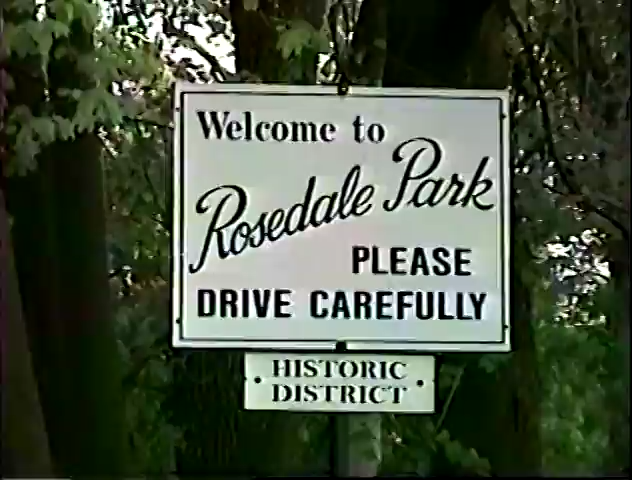 Welcome to
Rosedale Park
PLEASE
DRIVE CAREFULLY
• HISTORIC •
DISTRICT